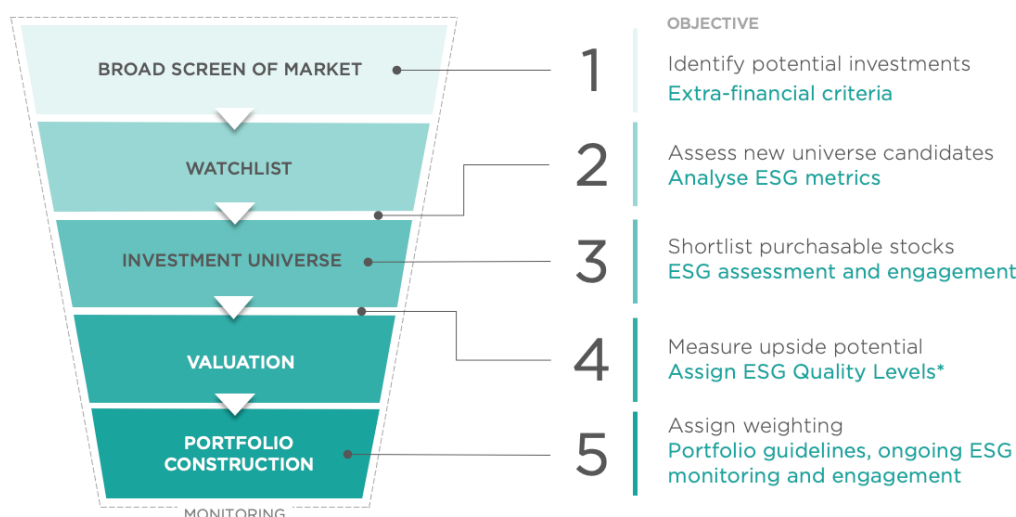 OBJECTIVE
BROAD SCREEN OF MARKET
1
Identify potential investments
Extra-financial criteria
WATCHLIST
2
Assess new universe candidates
Analyse ESG metrics
INVESTMENT UNIVERSE
3
Shortlist purchasable stocks
ESG assessment and engagement
VALUATION
4
Measure upside potential
Assign ESG Quality Levels*
PORTFOLIO
CONSTRUCTION
5
Assign weighting
Portfolio guidelines, ongoing ESG
monitoring and engagement
MONITORING